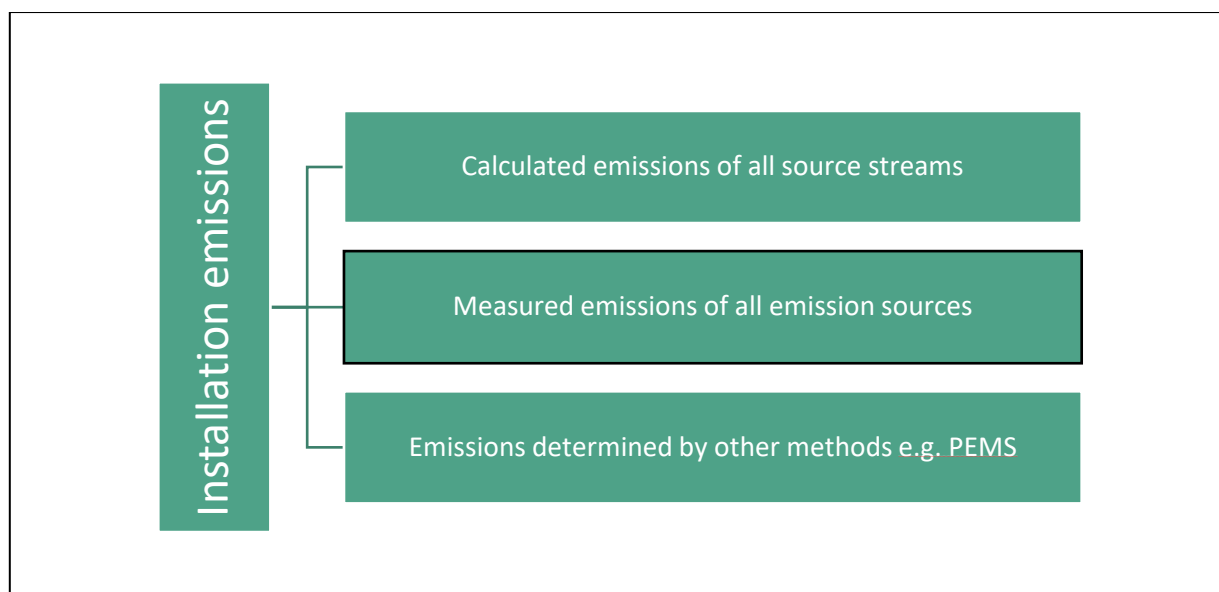 Installation emissions
Calculated emissions of all source streams
Measured emissions of all emission sources
Emissions determined by other methods e.g. PEMS